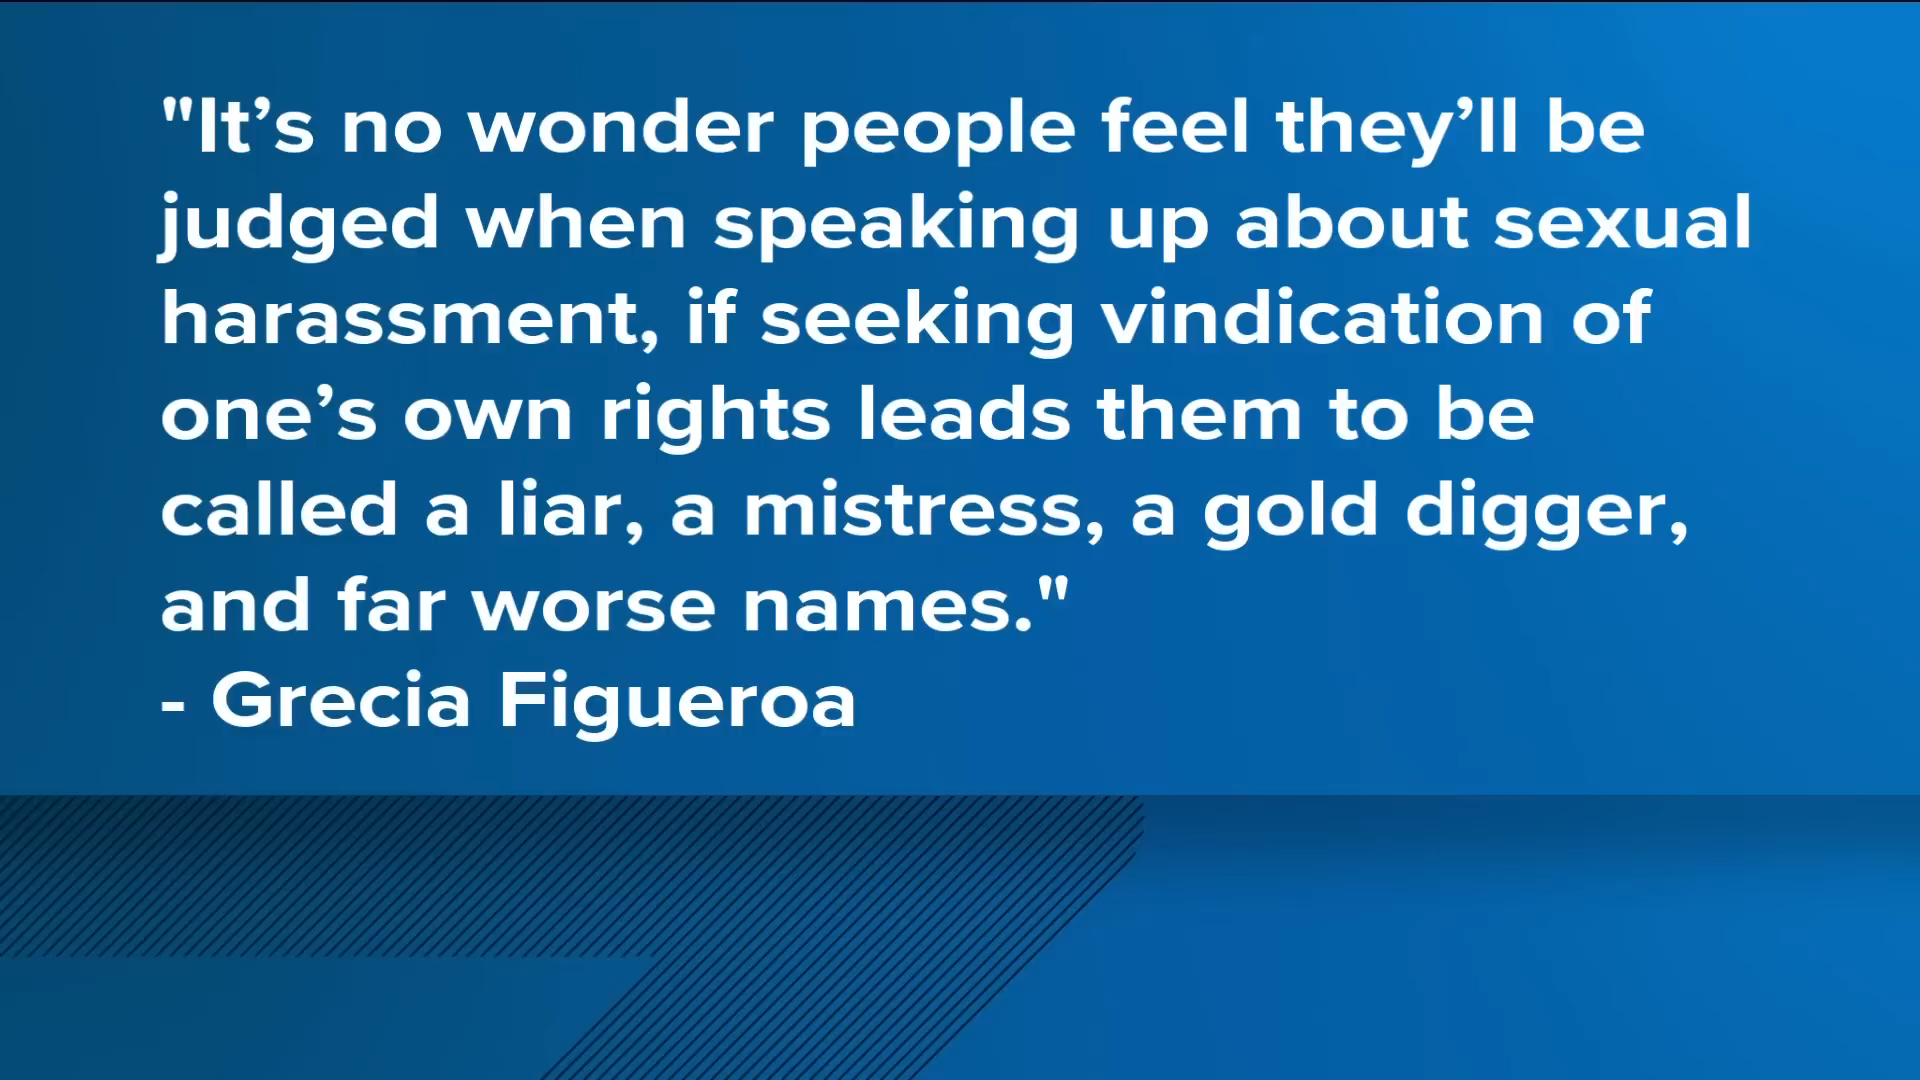 "It’s no wonder people feel they’ll be
judged when speaking up about sexual
harassment, if seeking vindication of
one’s own rights leads them to be
called a liar, a mistress, a gold digger,
and far worse names."
- Grecia Figueroa